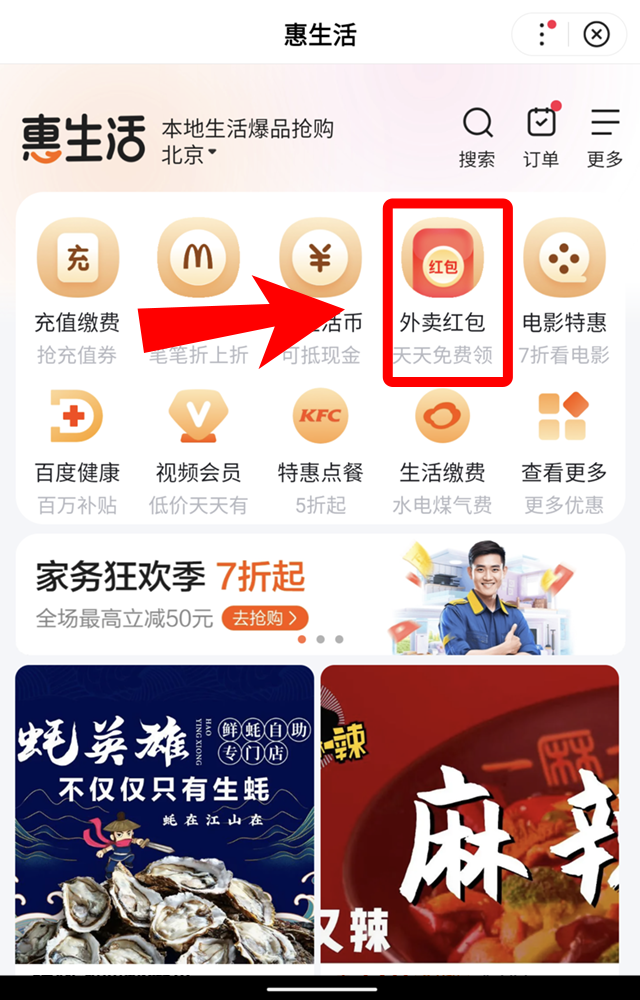 惠生活
惠生活
本地生活爆品抢购
北京
搜索
订单
更多
充
¥
红包
充值缴费
活币
外卖红包
电影特惠
抢充值券
笔笔折上折
可抵现金
天天免费领
7折看电影
V
KFC
百度健康
视频会员
特惠点餐
生活缴费
查看更多
百万补贴
低价天天有
5折起
水电煤气费
更多优惠
家务狂欢季 7折起
全场最高立减50元
去抢购
蚝英雄
HAO
YING XIONG
鲜蚝自助
专门店
不仅仅只有生蚝
蚝在江山在
辣
一麻一
麻辣
又辣